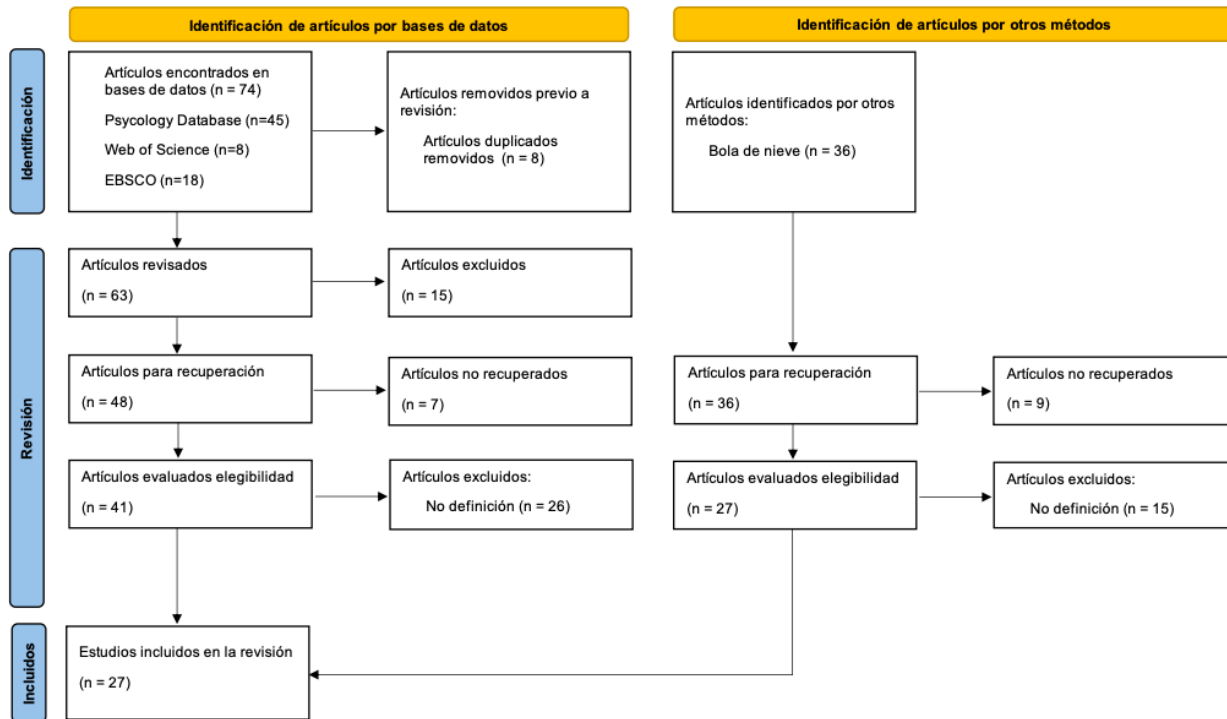 Identificación de artículos por bases de datos
Identificación de artículos por otros métodos
Identificación
Artículos encontrados en
bases de datos (n = 74)
Psycology Database (n=45)
Web of Science (n=8)
EBSCO (n=18)
Artículos removidos previo a
revisión:
Artículos duplicados
removidos (n = 8)
Artículos identificados por otros
métodos:
Bola de nieve (n = 36)
Revisión
Artículos revisados
(n = 63)
Artículos excluidos
(n = 15)
Artículos para recuperación
(n = 48)
Artículos no recuperados
(n = 7)
Artículos para recuperación
(n = 36)
Artículos no recuperados
(n = 9)
Artículos evaluados elegibilidad
(n = 41)
Artículos excluidos:
No definición (n = 26)
Artículos evaluados elegibilidad
(n = 27)
Artículos excluidos:
No definición (n = 15)
Incluidos
Estudios incluidos en la revisión
(n = 27)